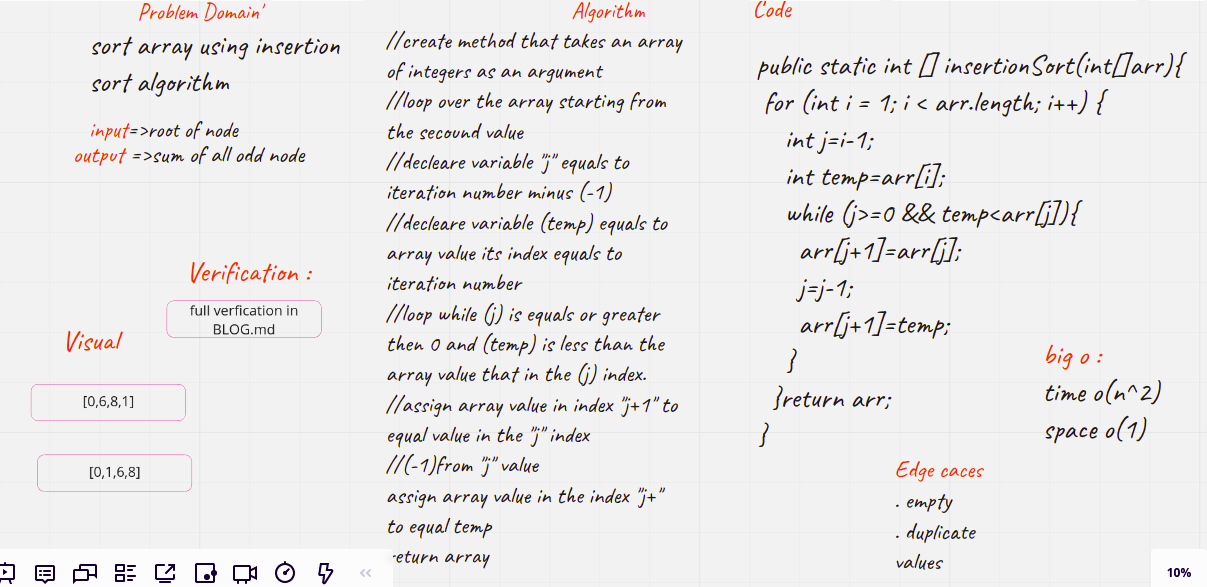 Problem Domain'
sort array using insertion
sort algorithm
input=>root of node
output =>sum of all odd node
Verification :
full verfication in
BLOG.md
Visual
[0,6,8,1]
[0,1,6,8]
Algorithm
//create method that takes an array
of integers as an argument
//loop over the array starting from
the second value
//decleare variable "j" equals to
iteration number minus (-1)
//decleare variable (temp) equals to
array value its index equals to
iteration number
//loop while (j) is equals or greater
then 0 and (temp) is less than the
array value that in the (j) index.
//assign array value in index "j+1" to
equal value in the "j" index
//(-1)from "j" value
assign array value in the index "j+"
to equal temp
return array
Code
public static int [] insertionSort(int[]arr){
for (int i = 1; i < arr.length; i++) {
int j=i-1;
int temp=arr[i];
while (j>=0 && temp<arr[j]){
arr[j+1]=arr[j];
j=j-1;
arr[j+1]=temp;
}
}return arr;
}
big o :
time o(n^2)
space o(1)
Edge caces
. empty
. duplicate
values
10%